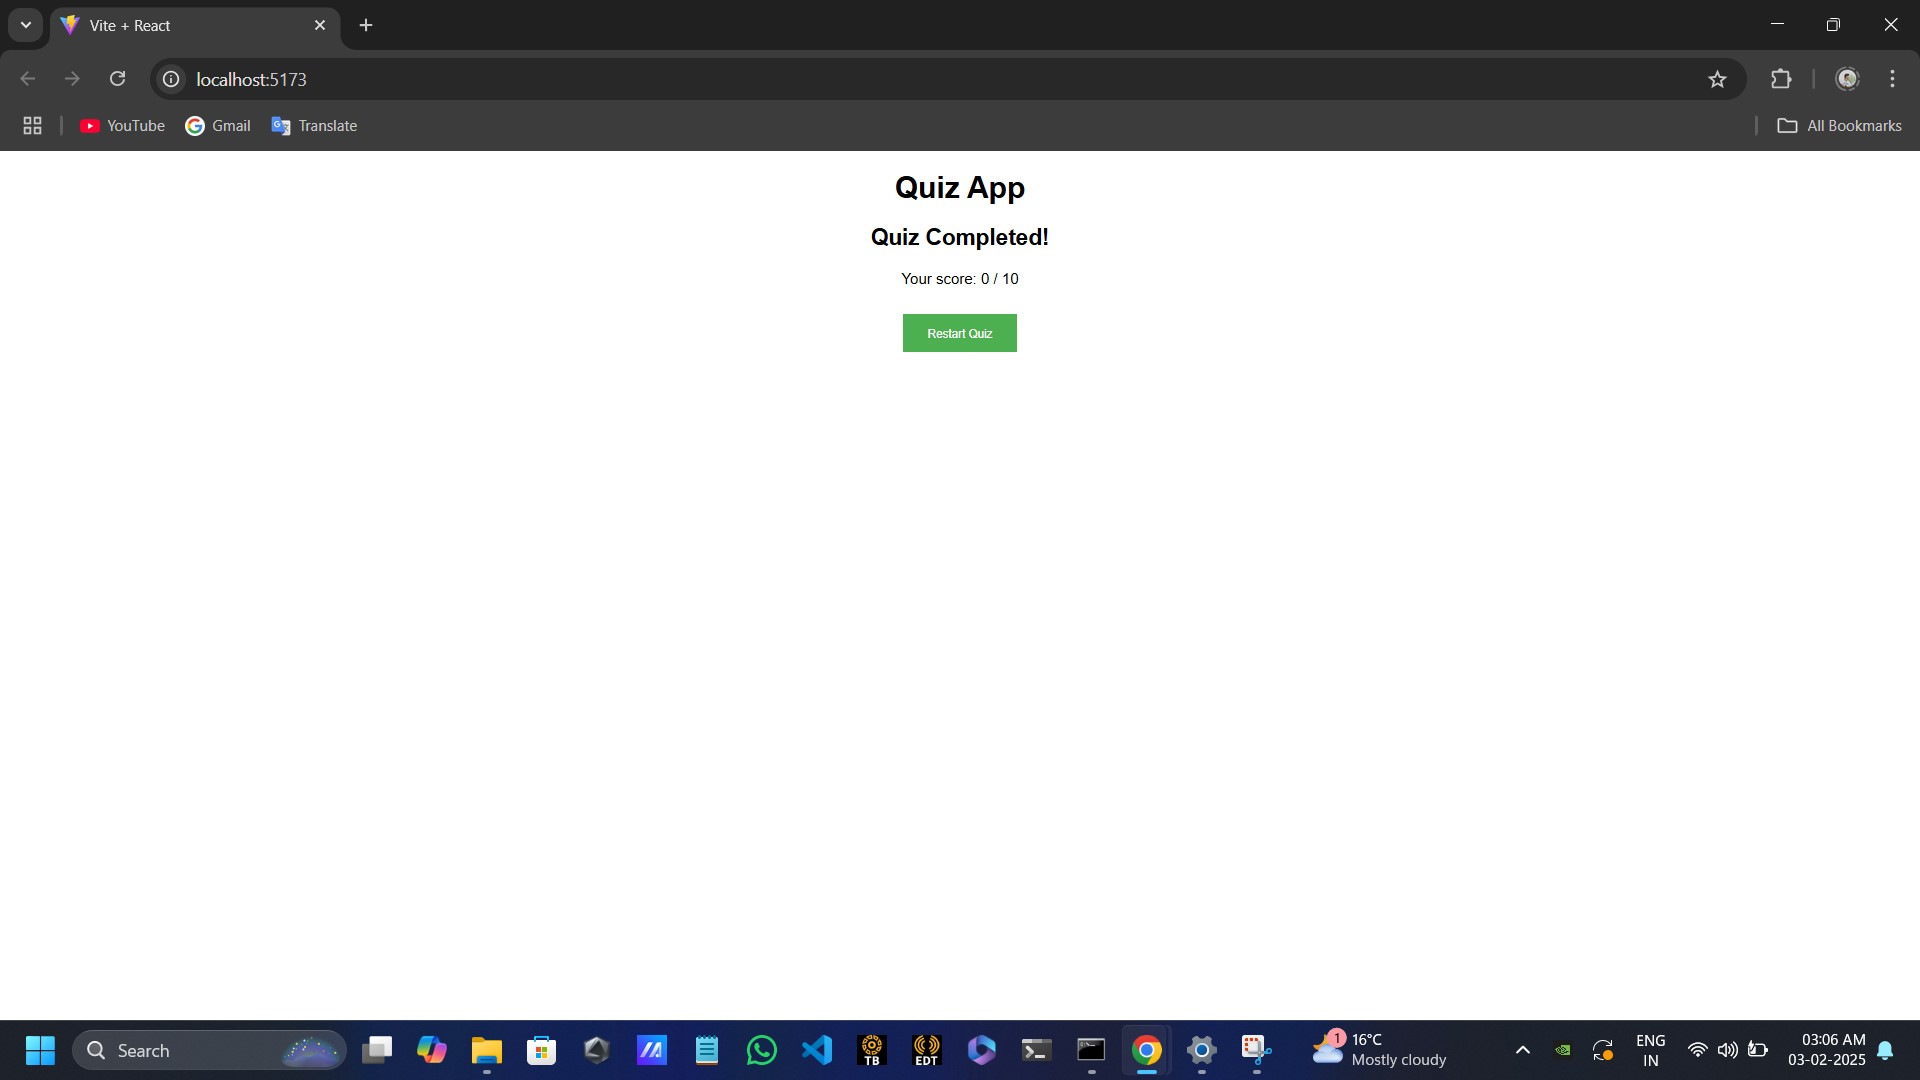 Vite + React
localhost:5173
YouTube Gmail Translate All Bookmarks
Quiz App
Quiz Completed!
Your score: 0 / 10
Restart Quiz
Search
TB
EDT
1
16°C
Mostly cloudy
ENG
IN
03:06 AM
03-02-2025